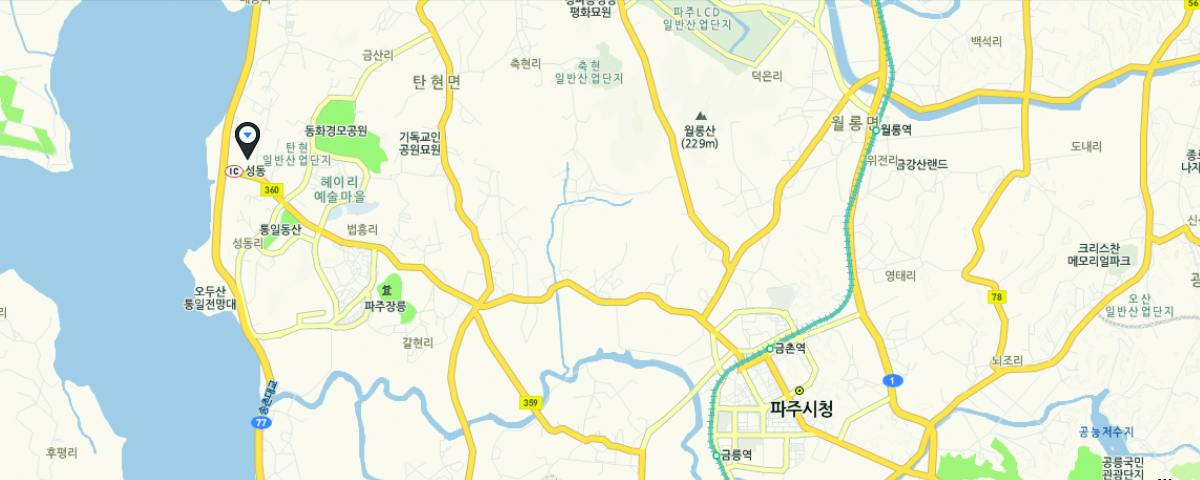 평화묘원
파주LCD
일반산업단지
56
금산리
축현리
축현
일반산업단지
덕은리
백석리
탄현면
동화경모공원
기독교인
공원묘원
월롱산
(229m)
월롱면
월롱역
위전리
금강산랜드
도내리
탄현
일반산업단지
IC 성동
360
헤이리
예술마을
통일동산
성동리
법흥리
크리스찬
메모리얼파크
영태리
78
오산
일반산업단지
오두산
통일전망대
파주장릉
갈현리
금촌역
뇌조리
1
359
파주시청
송촌대교
77
공능저수지
후평리
금릉역
공릉국민
관광단지